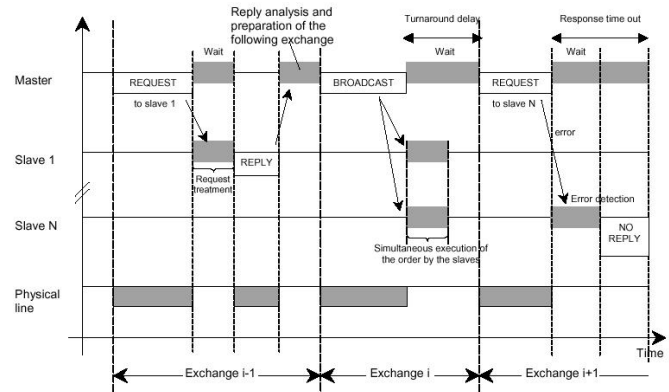 Reply analysis and
preparation of the
following exchange
Turnaround delay
Response time out
Wait
Wait
Wait
Master
REQUEST
BROADCAST
REQUEST
to slave 1
to slave N
error
Slave 1
REPLY
Request
treatment
Error detection
Slave N
NO
REPLY
Simultaneous execution of
the order by the slaves
Physical
line
Time
Exchange i-1
Exchange i
Exchange i+1